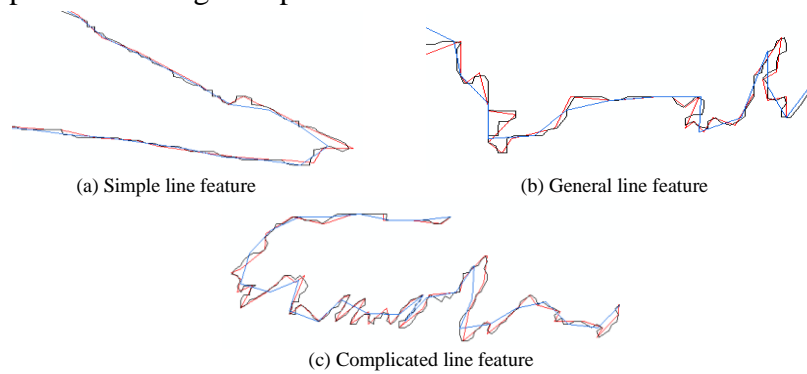 (a) Simple line feature
(b) General line feature
(c) Complicated line feature